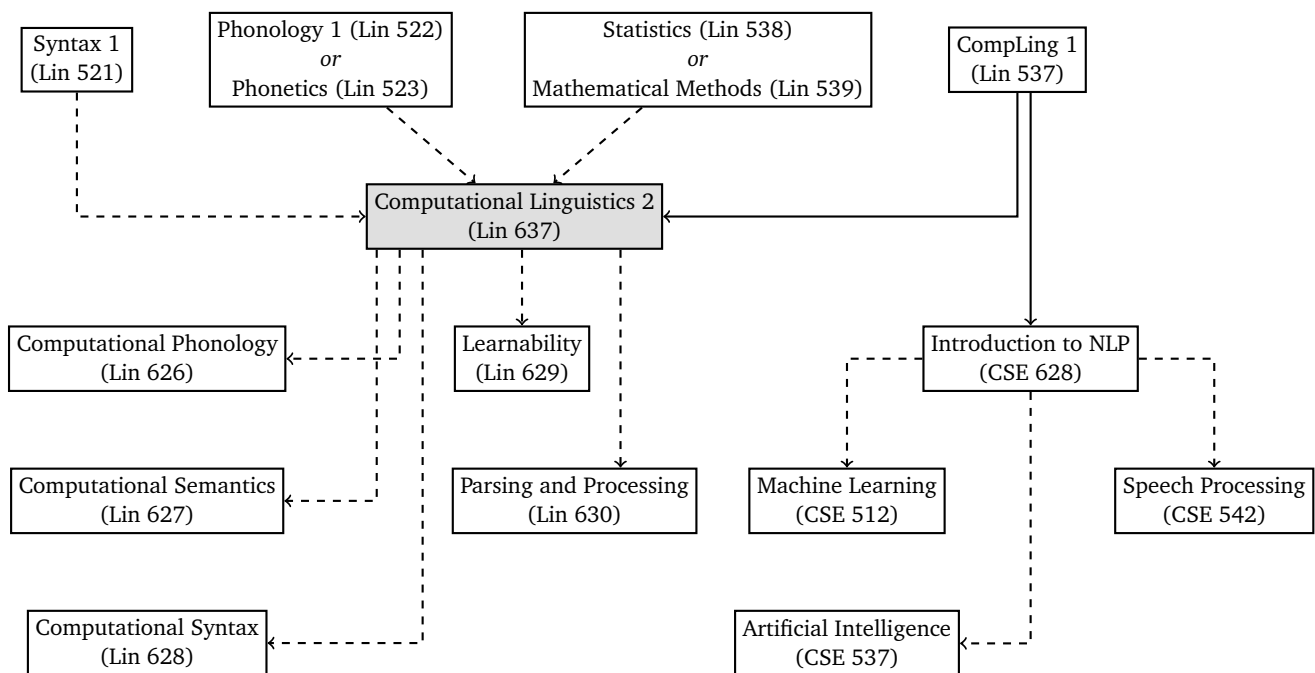 Syntax 1
(Lin 521)
Phonology 1 (Lin 522)
or
Phonetics (Lin 523)
Statistics (Lin 538)
or
Mathematical Methods (Lin 539)
CompLing 1
(Lin 537)
Computational Linguistics 2
(Lin 637)
Computational Phonology
(Lin 626)
Learnability
(Lin 629)
Introduction to NLP
(CSE 628)
Computational Semantics
(Lin 627)
Parsing and Processing
(Lin 630)
Machine Learning
(CSE 512)
Speech Processing
(CSE 542)
Computational Syntax
(Lin 628)
Artificial Intelligence
(CSE 537)